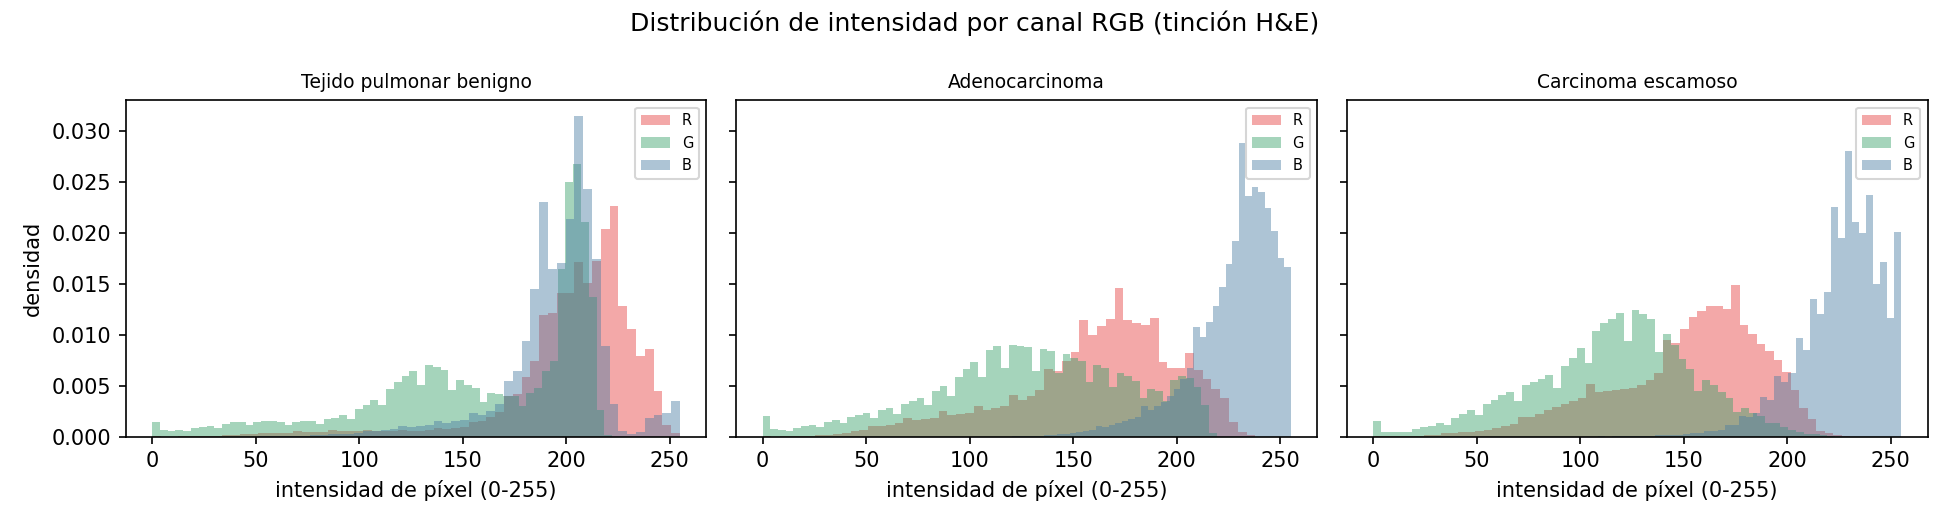 Distribución de intensidad por canal RGB (tinción H&E)
Tejido pulmonar benigno
Adenocarcinoma
Carcinoma escamoso
densidad
0.030
0.025
0.020
0.015
0.010
0.005
0.000
R
G
B
R
G
B
R
G
B
0 50 100 150 200 250
0 50 100 150 200 250
0 50 100 150 200 250
intensidad de píxel (0-255)
intensidad de píxel (0-255)
intensidad de píxel (0-255)